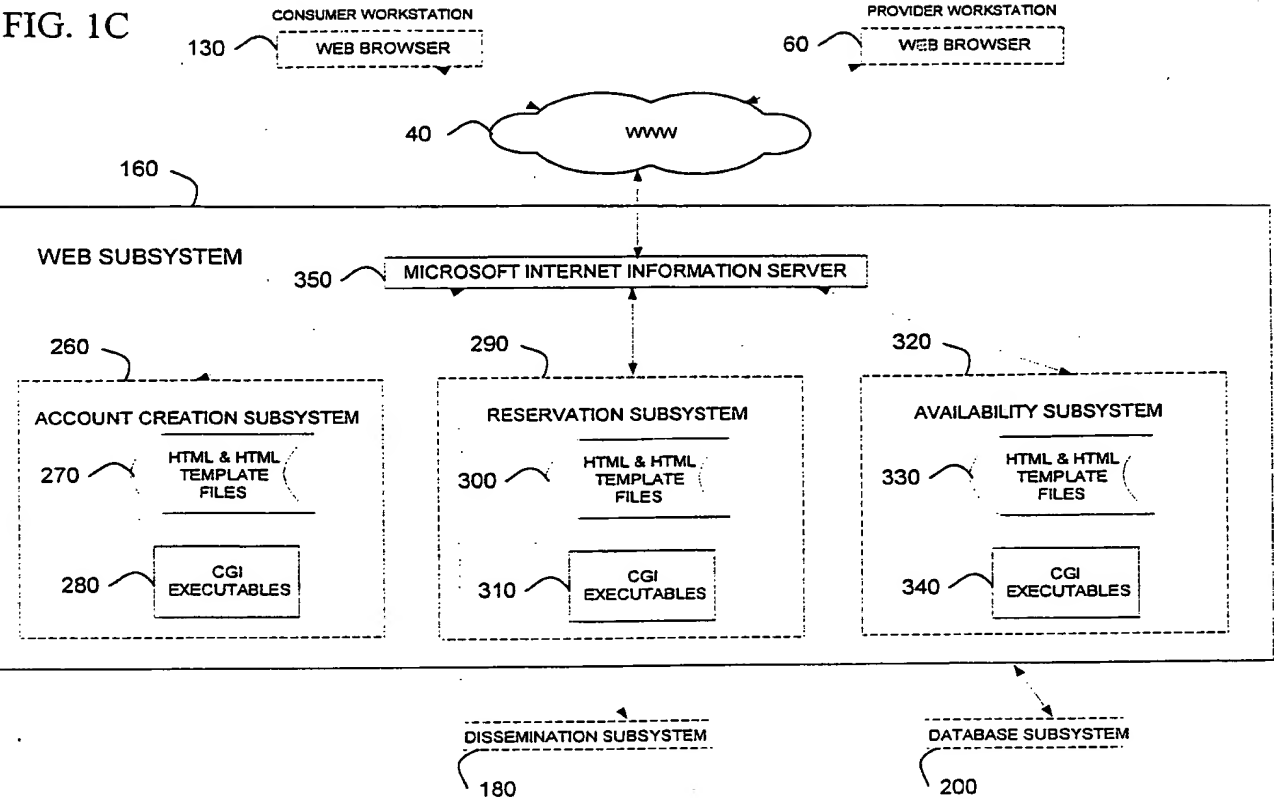 FIG. 1C
CONSUMER WORKSTATION
PROVIDER WORKSTATION
130
WEB BROWSER
60
WEB BROWSER
40
WWW
160
WEB SUBSYSTEM
350
MICROSOFT INTERNET INFORMATION SERVER
260
290
320
ACCOUNT CREATION SUBSYSTEM
RESERVATION SUBSYSTEM
AVAILABILITY SUBSYSTEM
270
HTML & HTML
TEMPLATE
FILES
300
HTML & HTML
TEMPLATE
FILES
330
HTML & HTML
TEMPLATE
FILES
280
CGI
EXECUTABLES
310
CGI
EXECUTABLES
340
CGI
EXECUTABLES
DISSEMINATION SUBSYSTEM
DATABASE SUBSYSTEM
180
200